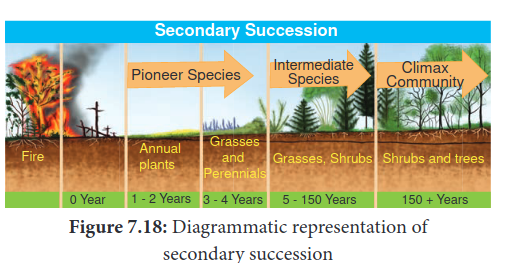 Secondary Succession
Pioneer Species
Intermediate
Species
Climax
Community
Fire
Annual
plants
Grasses
and
Perennials
Grasses, Shrubs
Shrubs and trees
0 Year
1 - 2 Years
3 - 4 Years
5 - 150 Years
150 + Years
Figure 7.18: Diagrammatic representation of
secondary succession